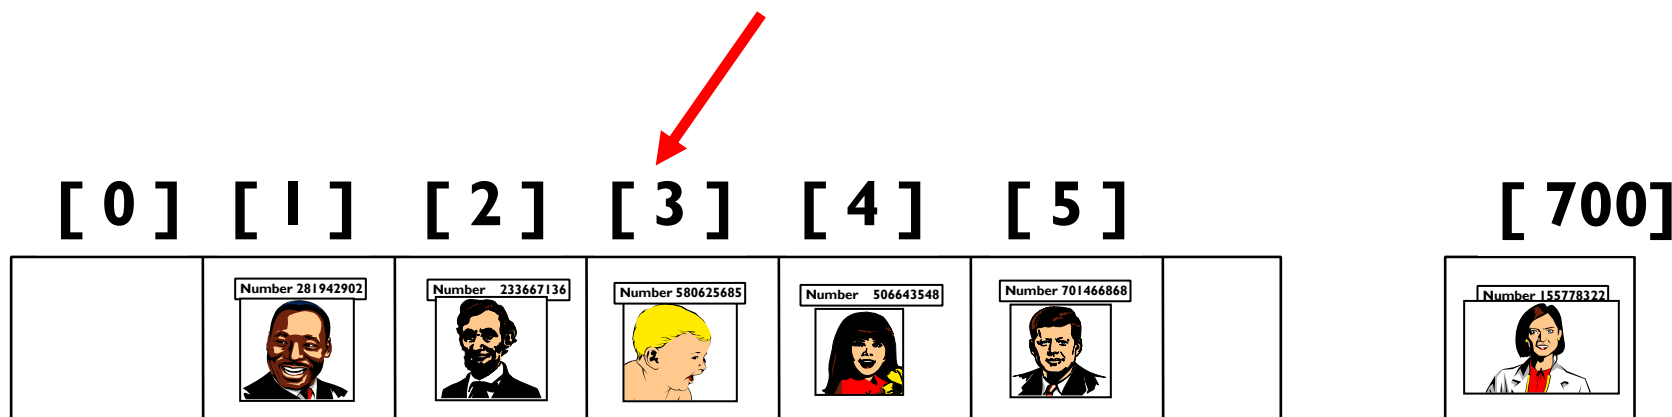 [ 0 ] [ 1 ] [ 2 ] [ 3 ] [ 4 ] [ 5 ] [ 700]
Number 281942902
Number 233667136
Number 580625685
Number 506643548
Number 701466868
Number 155778322